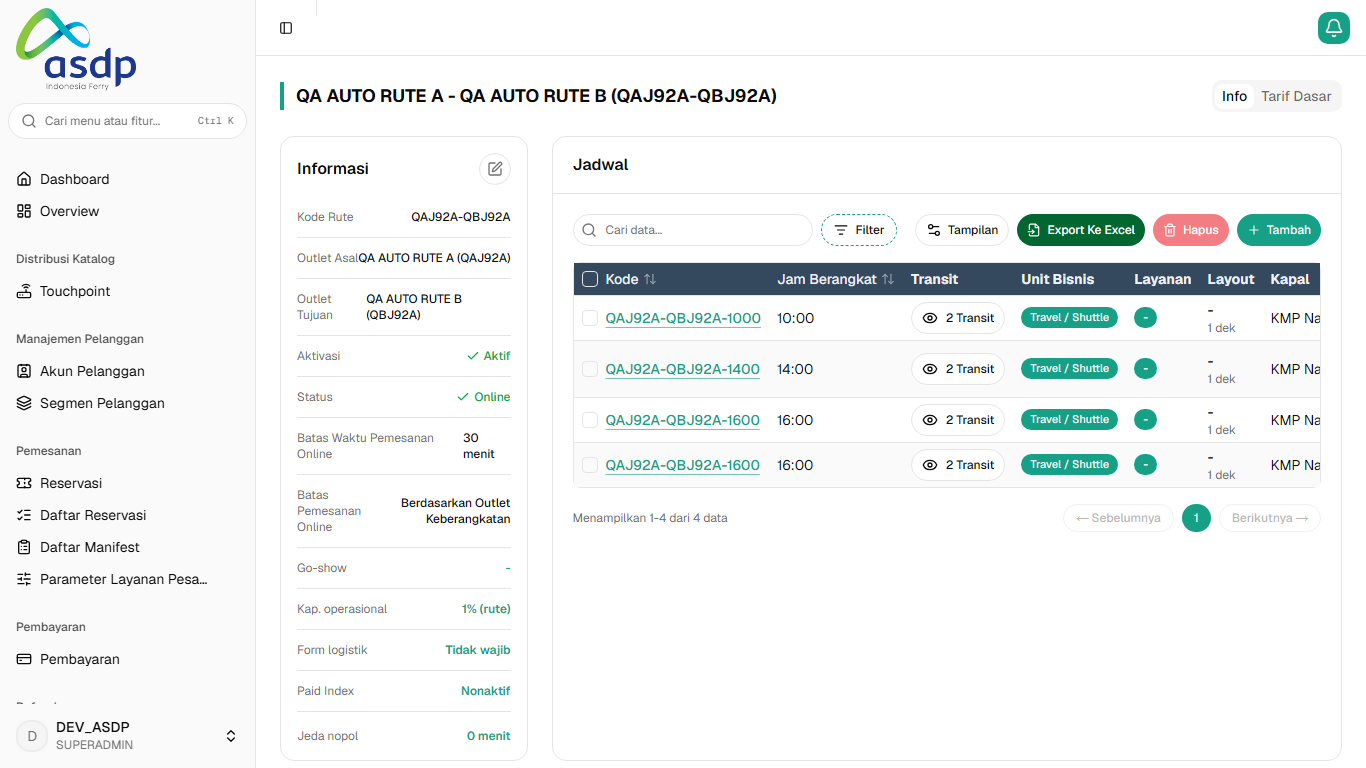 asdp
Indonesia Ferry
Cari menu atau fitur...
Ctrl K
Dashboard
Overview
Distribusi Katalog
Touchpoint
Manajemen Pelanggan
Akun Pelanggan
Segmen Pelanggan
Pemesanan
Reservasi
Daftar Reservasi
Daftar Manifest
Parameter Layanan Pesa...
Pembayaran
Pembayaran
D
DEV_ASDP
SUPERADMIN
QA AUTO RUTE A - QA AUTO RUTE B (QAJ92A-QBJ92A)
Info
Tarif Dasar
Informasi
Kode Rute QAJ92A-QBJ92A
Outlet Asal QA AUTO RUTE A (QAJ92A)
Outlet Tujuan
QA AUTO RUTE B (QBJ92A)
Aktivasi Aktif
Status Online
Batas Waktu Pemesanan Online
30 menit
Batas Pemesanan Online
Berdasarkan Outlet Keberangkatan
Go-show -
Kap. operasional 1% (rute)
Form logistik Tidak wajib
Paid Index Nonaktif
Jeda nopol 0 menit
Jadwal
Cari data...
Filter
Tampilan
Export Ke Excel
Hapus
Tambah
Kode Jam Berangkat Transit Unit Bisnis Layanan Layout Kapal
QAJ92A-QBJ92A-1000 10:00 2 Transit Travel / Shuttle - - KMP Na
1 dek
QAJ92A-QBJ92A-1400 14:00 2 Transit Travel / Shuttle - - KMP Na
1 dek
QAJ92A-QBJ92A-1600 16:00 2 Transit Travel / Shuttle - - KMP Na
1 dek
QAJ92A-QBJ92A-1600 16:00 2 Transit Travel / Shuttle - - KMP Na
1 dek
Menampilkan 1-4 dari 4 data
← Sebelumnya
1
Berikutnya →